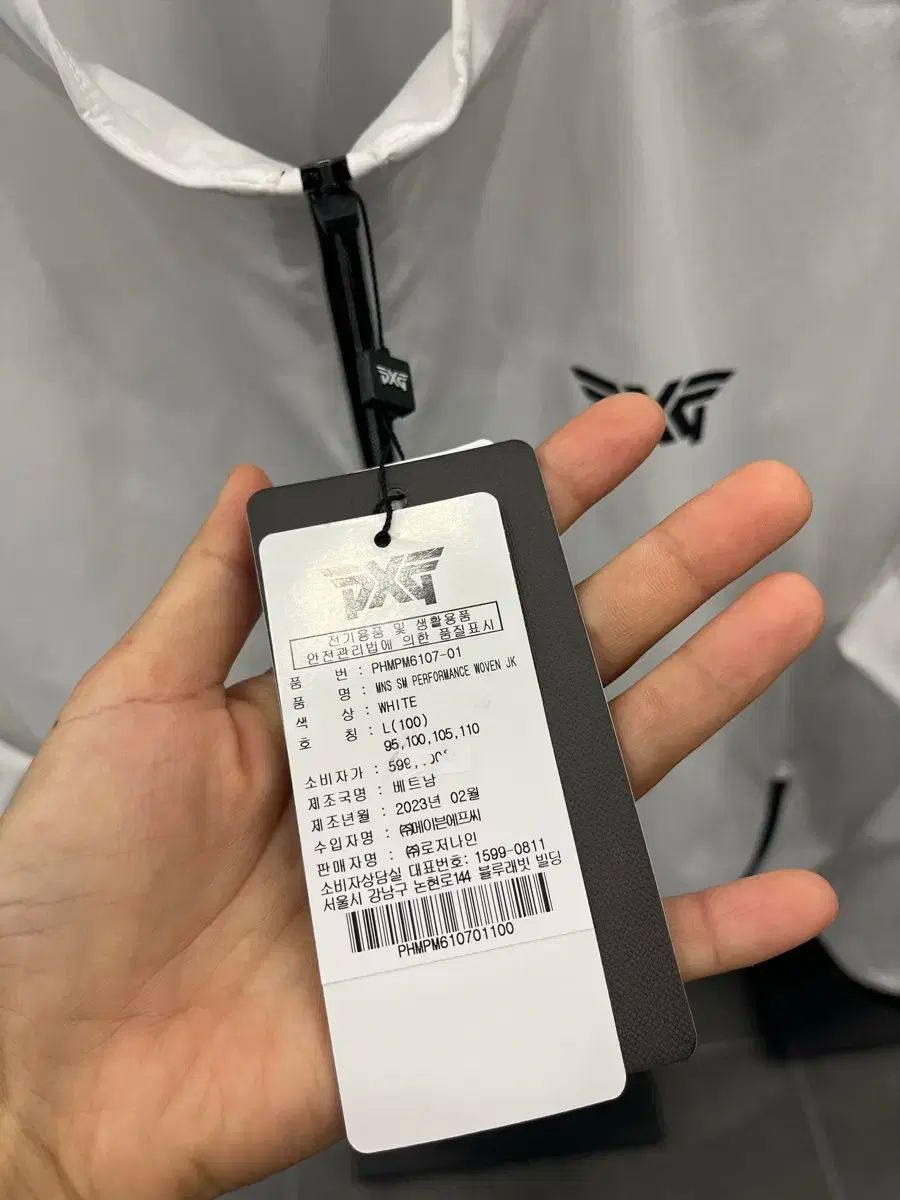 PXG
PXG
PXG
전기용품 및 생활용품
안전관리법에 의한 품질표시
품 번 : PHMPM6107-01
품 명 : MNS SM PERFORMANCE WOVEN JK
색 상 : WHITE
호 칭 : L(100)
95,100,105,110
소비자가 :
제조국명 : 베트남
제조년월 : 2023년 02월
수입자명 : ㈜메이븐에프씨
판매자명 : ㈜로저나인
소비자상담실 대표번호: 1599-0811
서울시 강남구 논현로144 블루래빗 빌딩
PHMPM610701100